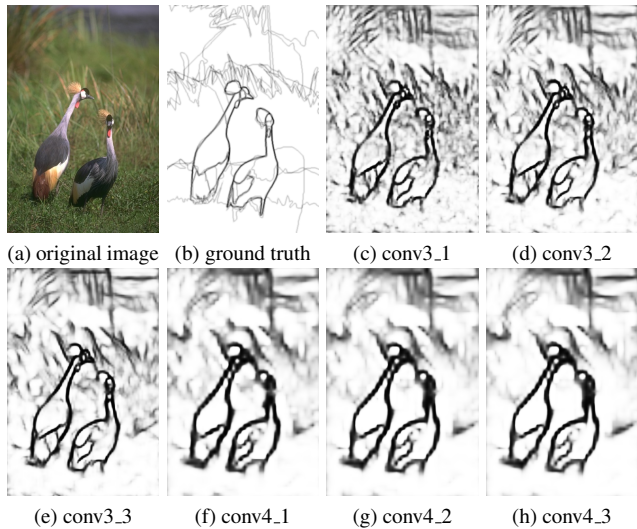 (a) original image (b) ground truth (c) conv3_1 (d) conv3_2
(e) conv3_3 (f) conv4_1 (g) conv4_2 (h) conv4_3